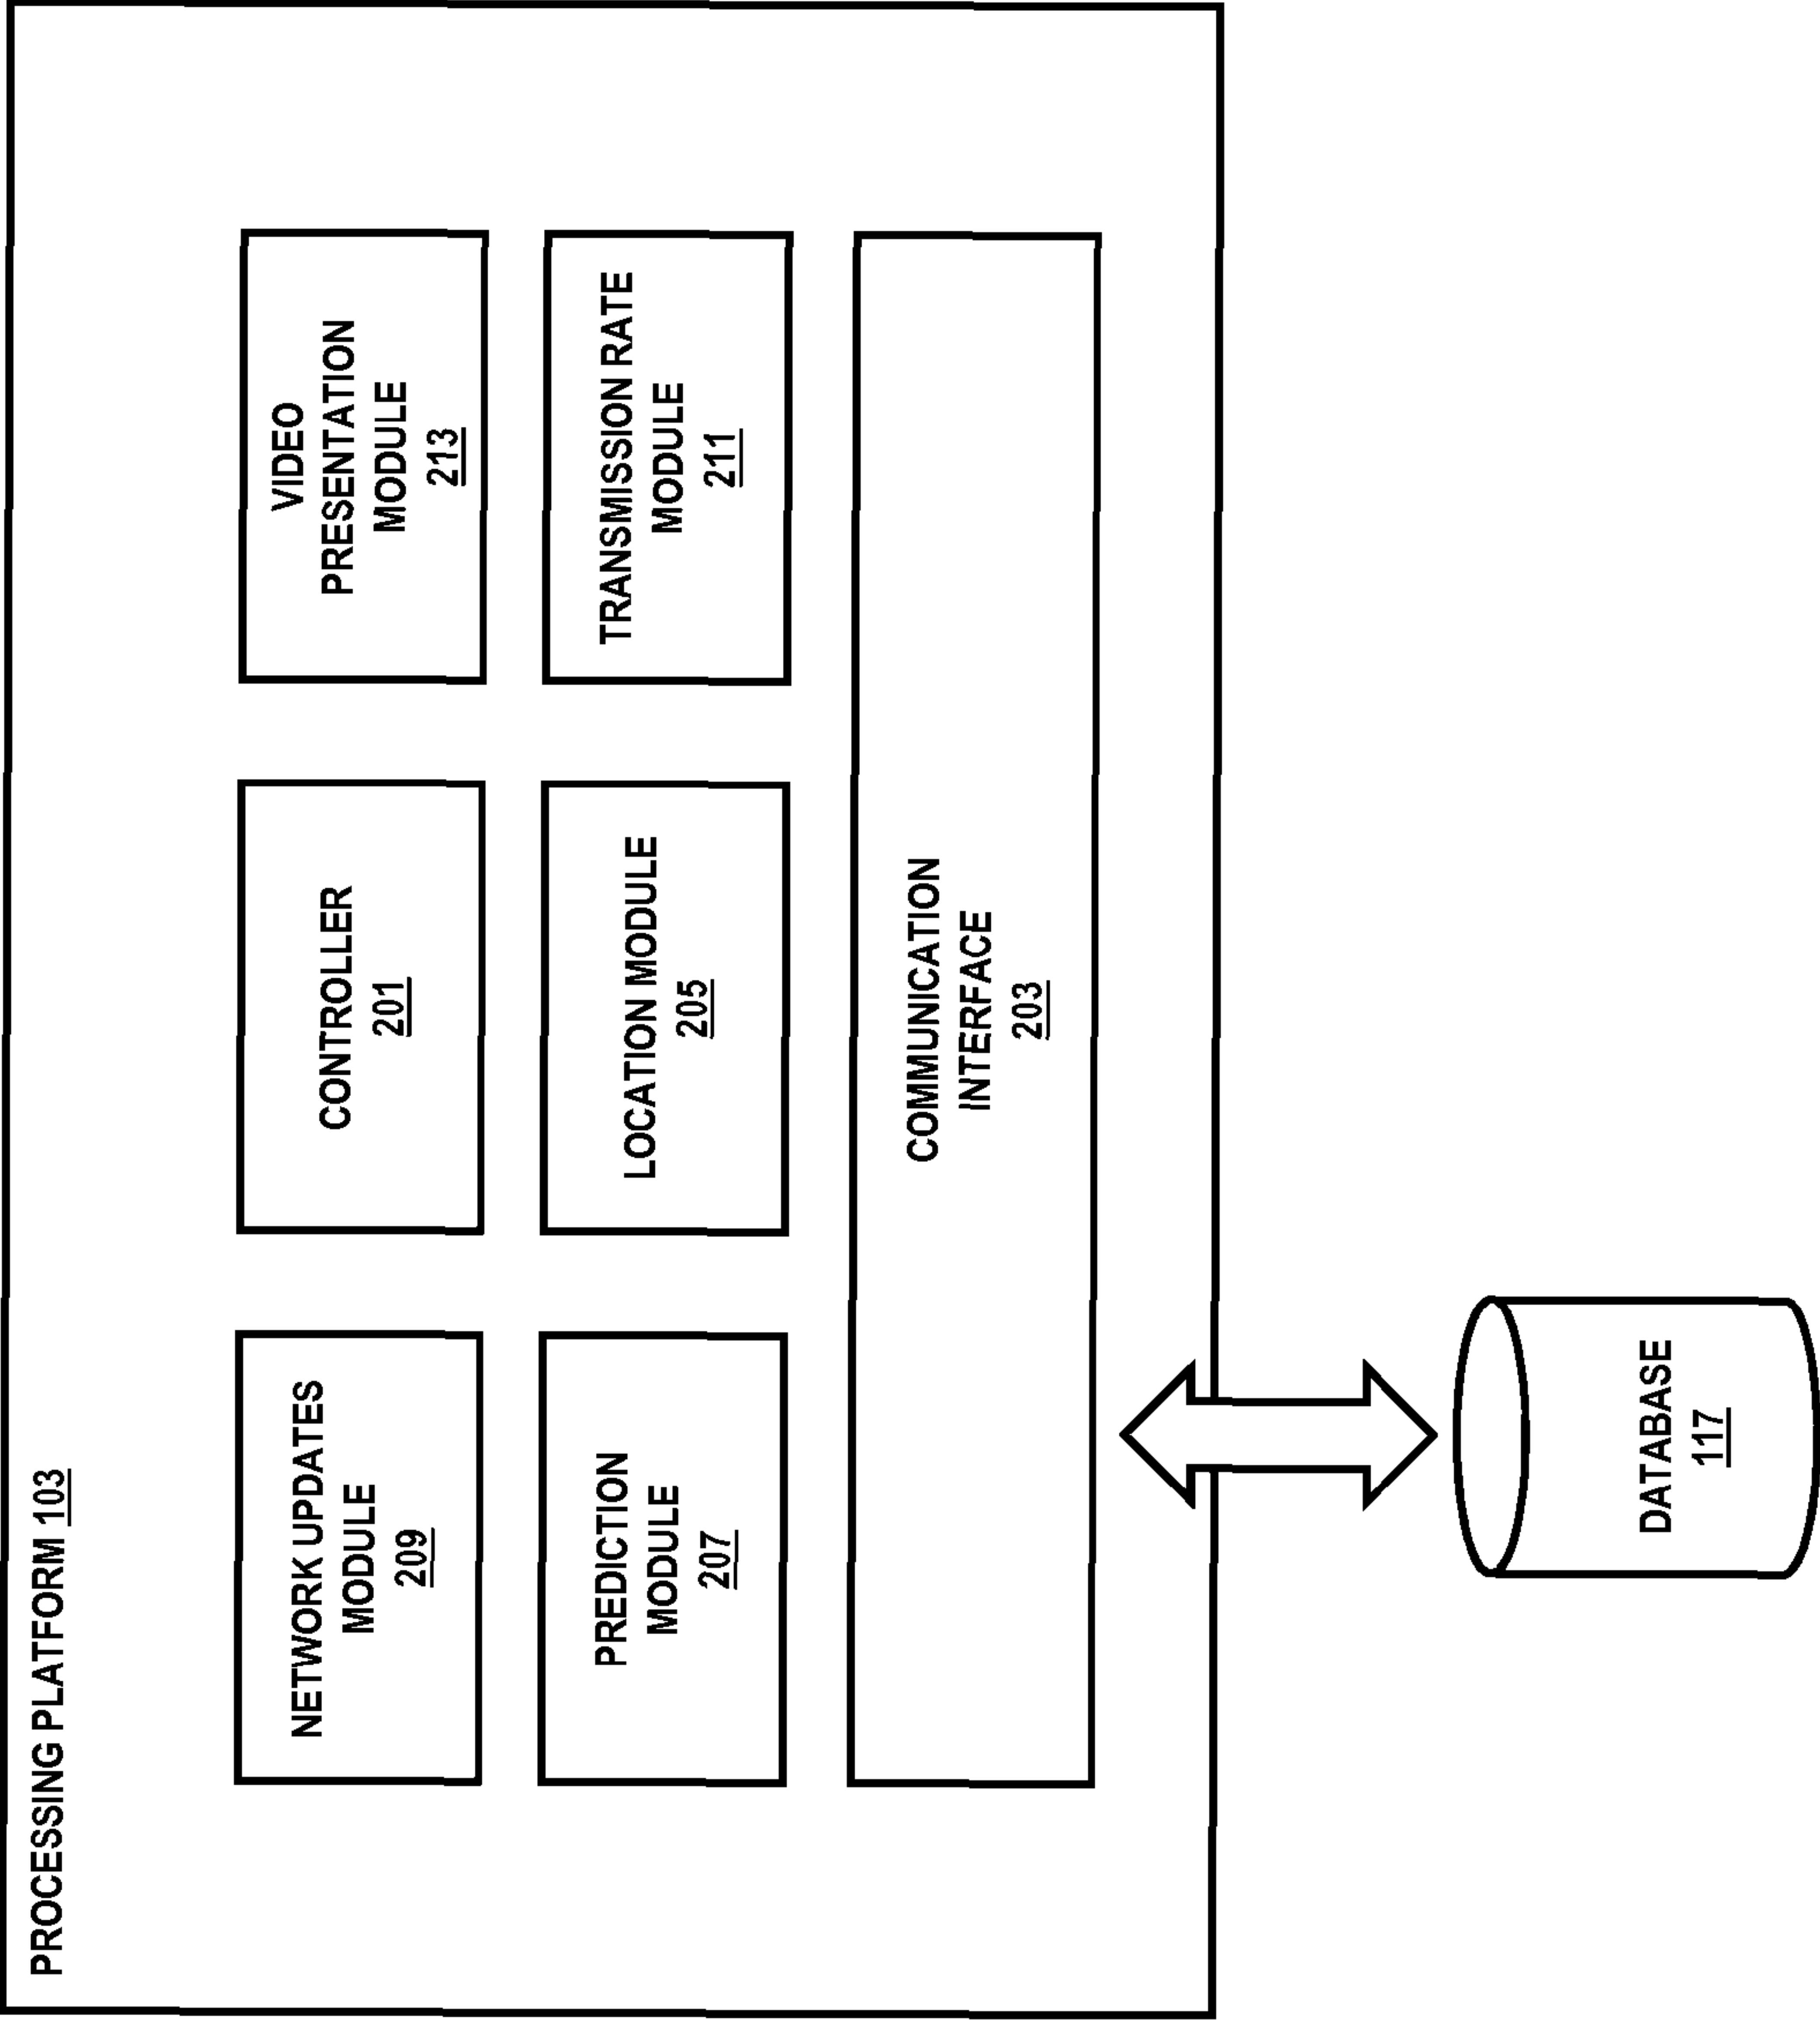 PROCESSING PLATFORM 103
NETWORK UPDATES
MODULE
209
CONTROLLER
201
VIDEO
PRESENTATION
MODULE
213
PREDICTION
MODULE
207
LOCATION MODULE
205
TRANSMISSION RATE
MODULE
211
COMMUNICATION
INTERFACE
203
DATABASE
117